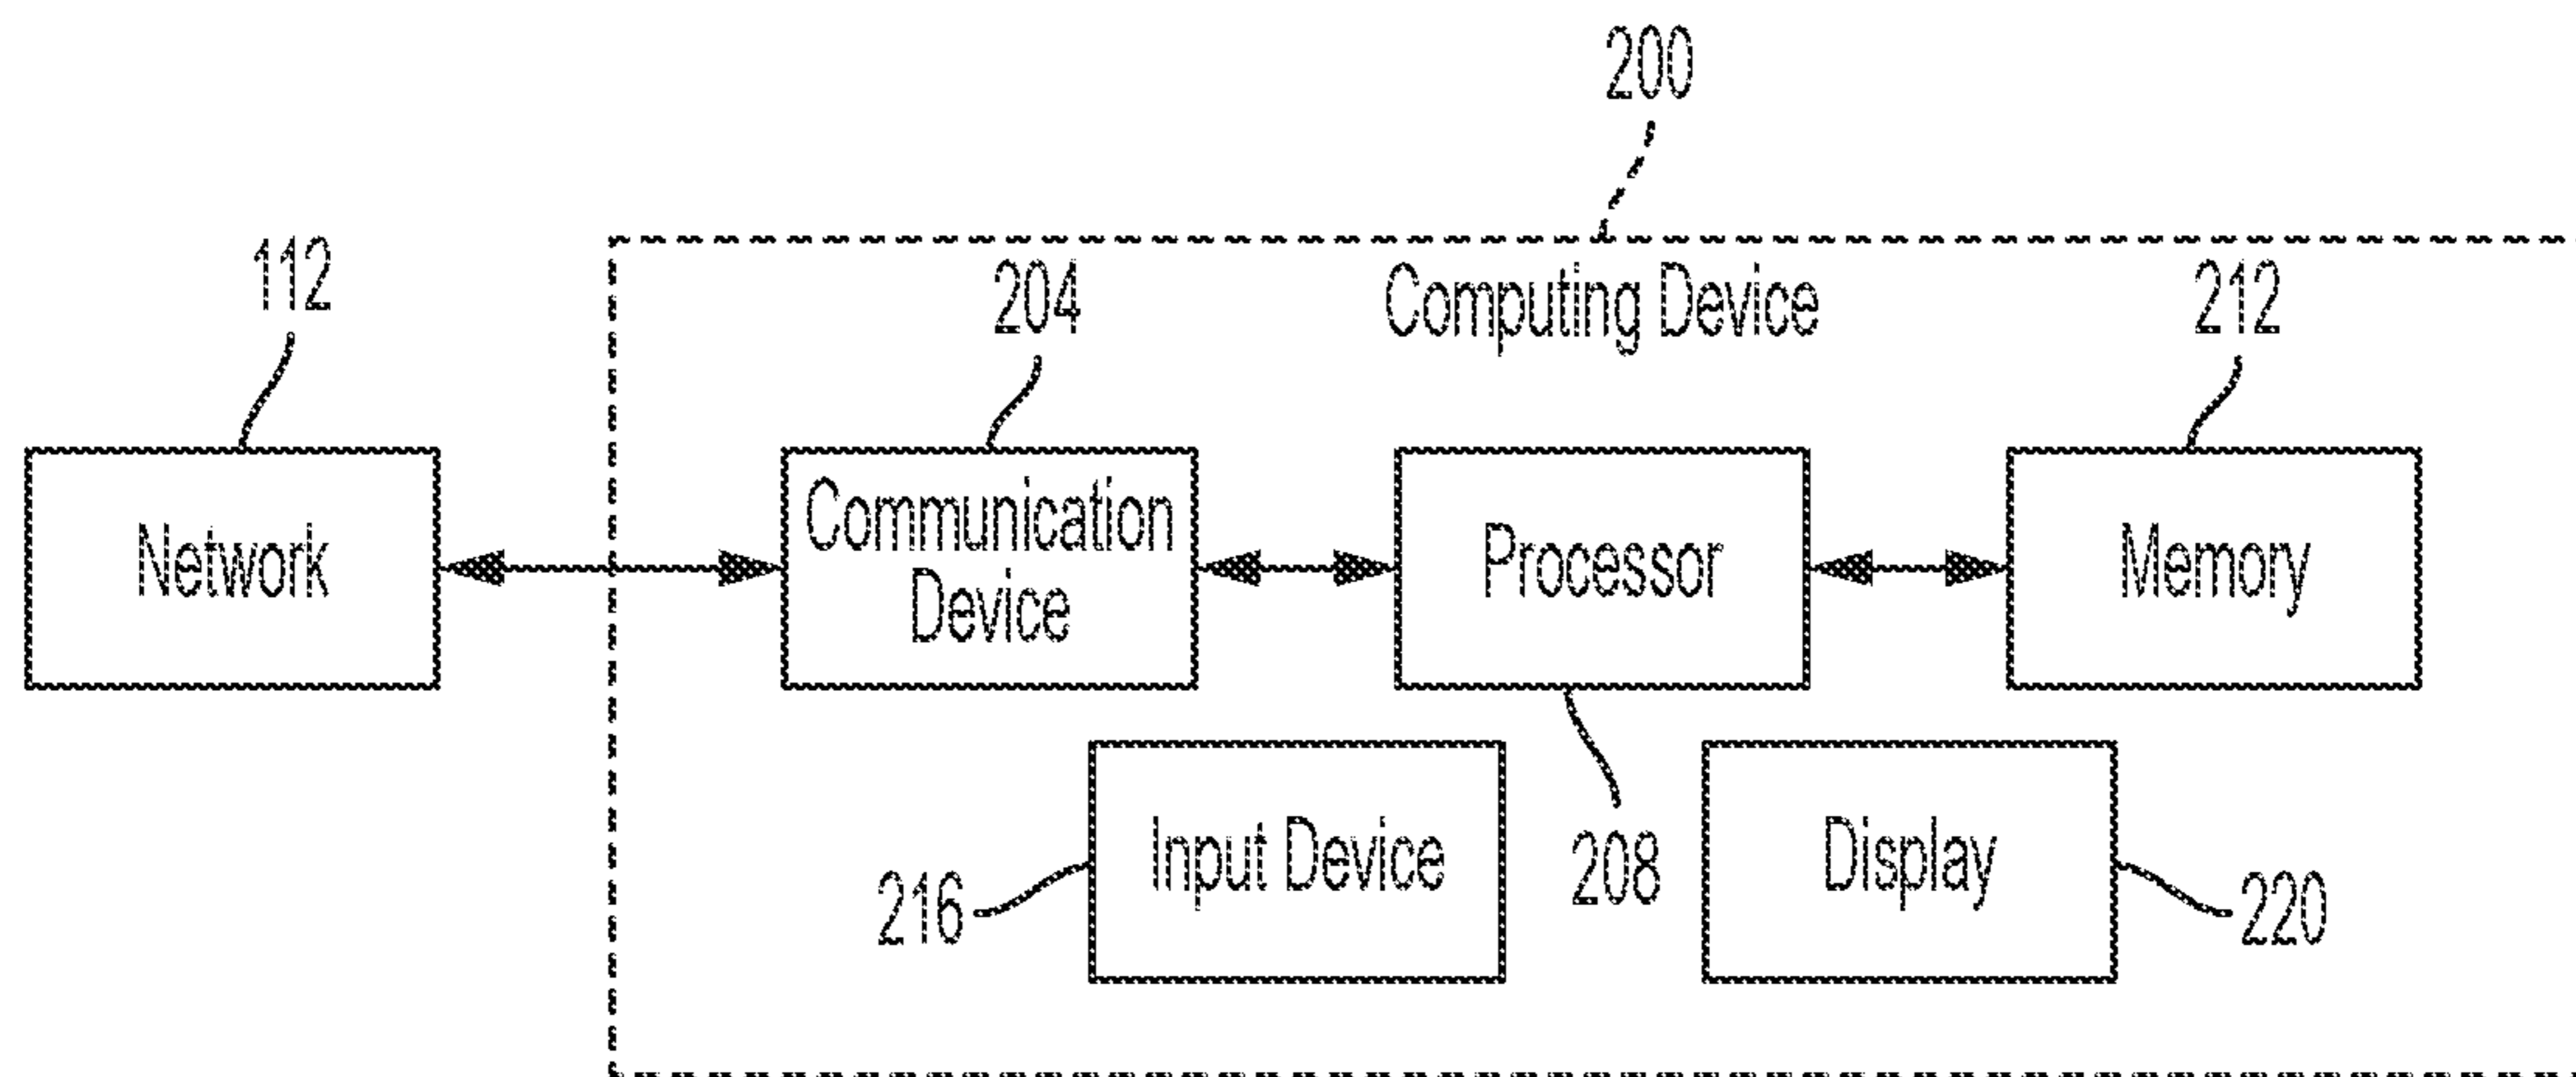 200
112
204
Computing Device
212
Network
Communication
Device
Processor
Memory
Input Device
208
Display
216
220